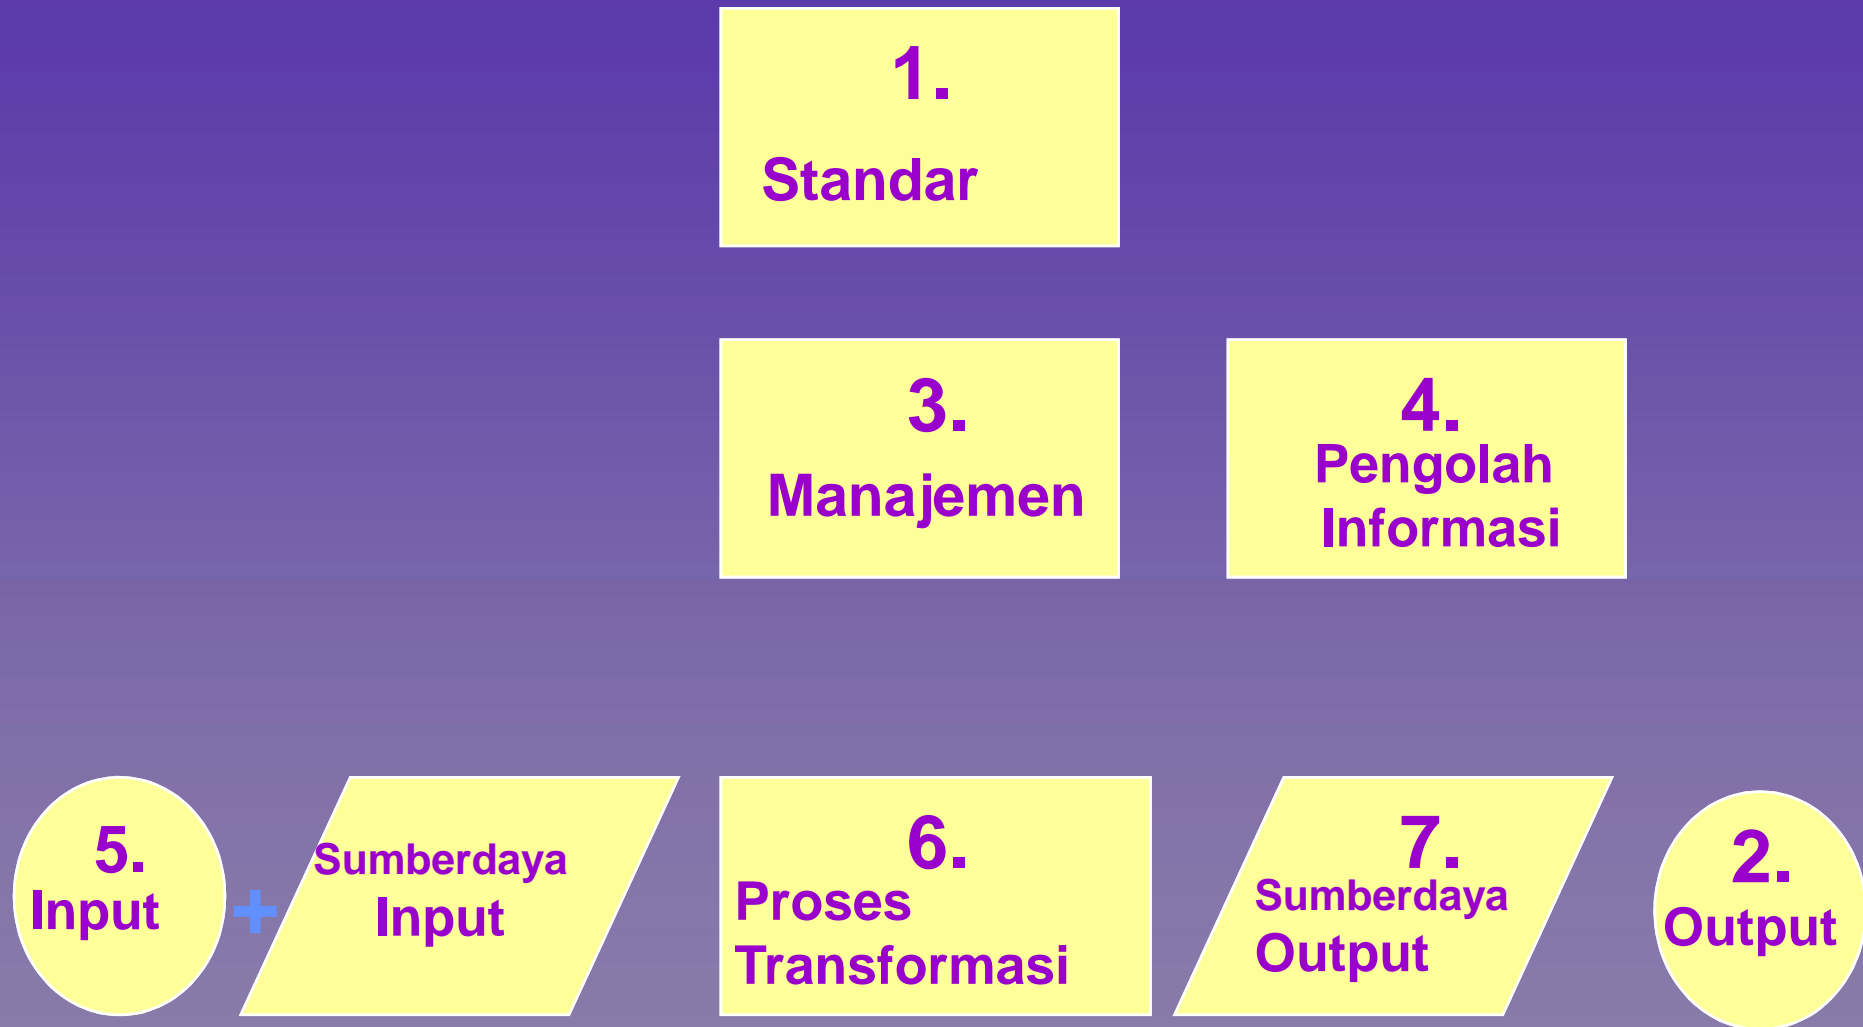 1.
Standar
3.
Manajemen
4.
Pengolah
Informasi
5.
Input
+
Sumberdaya
Input
6.
Proses
Transformasi
7.
Sumberdaya
Output
2.
Output